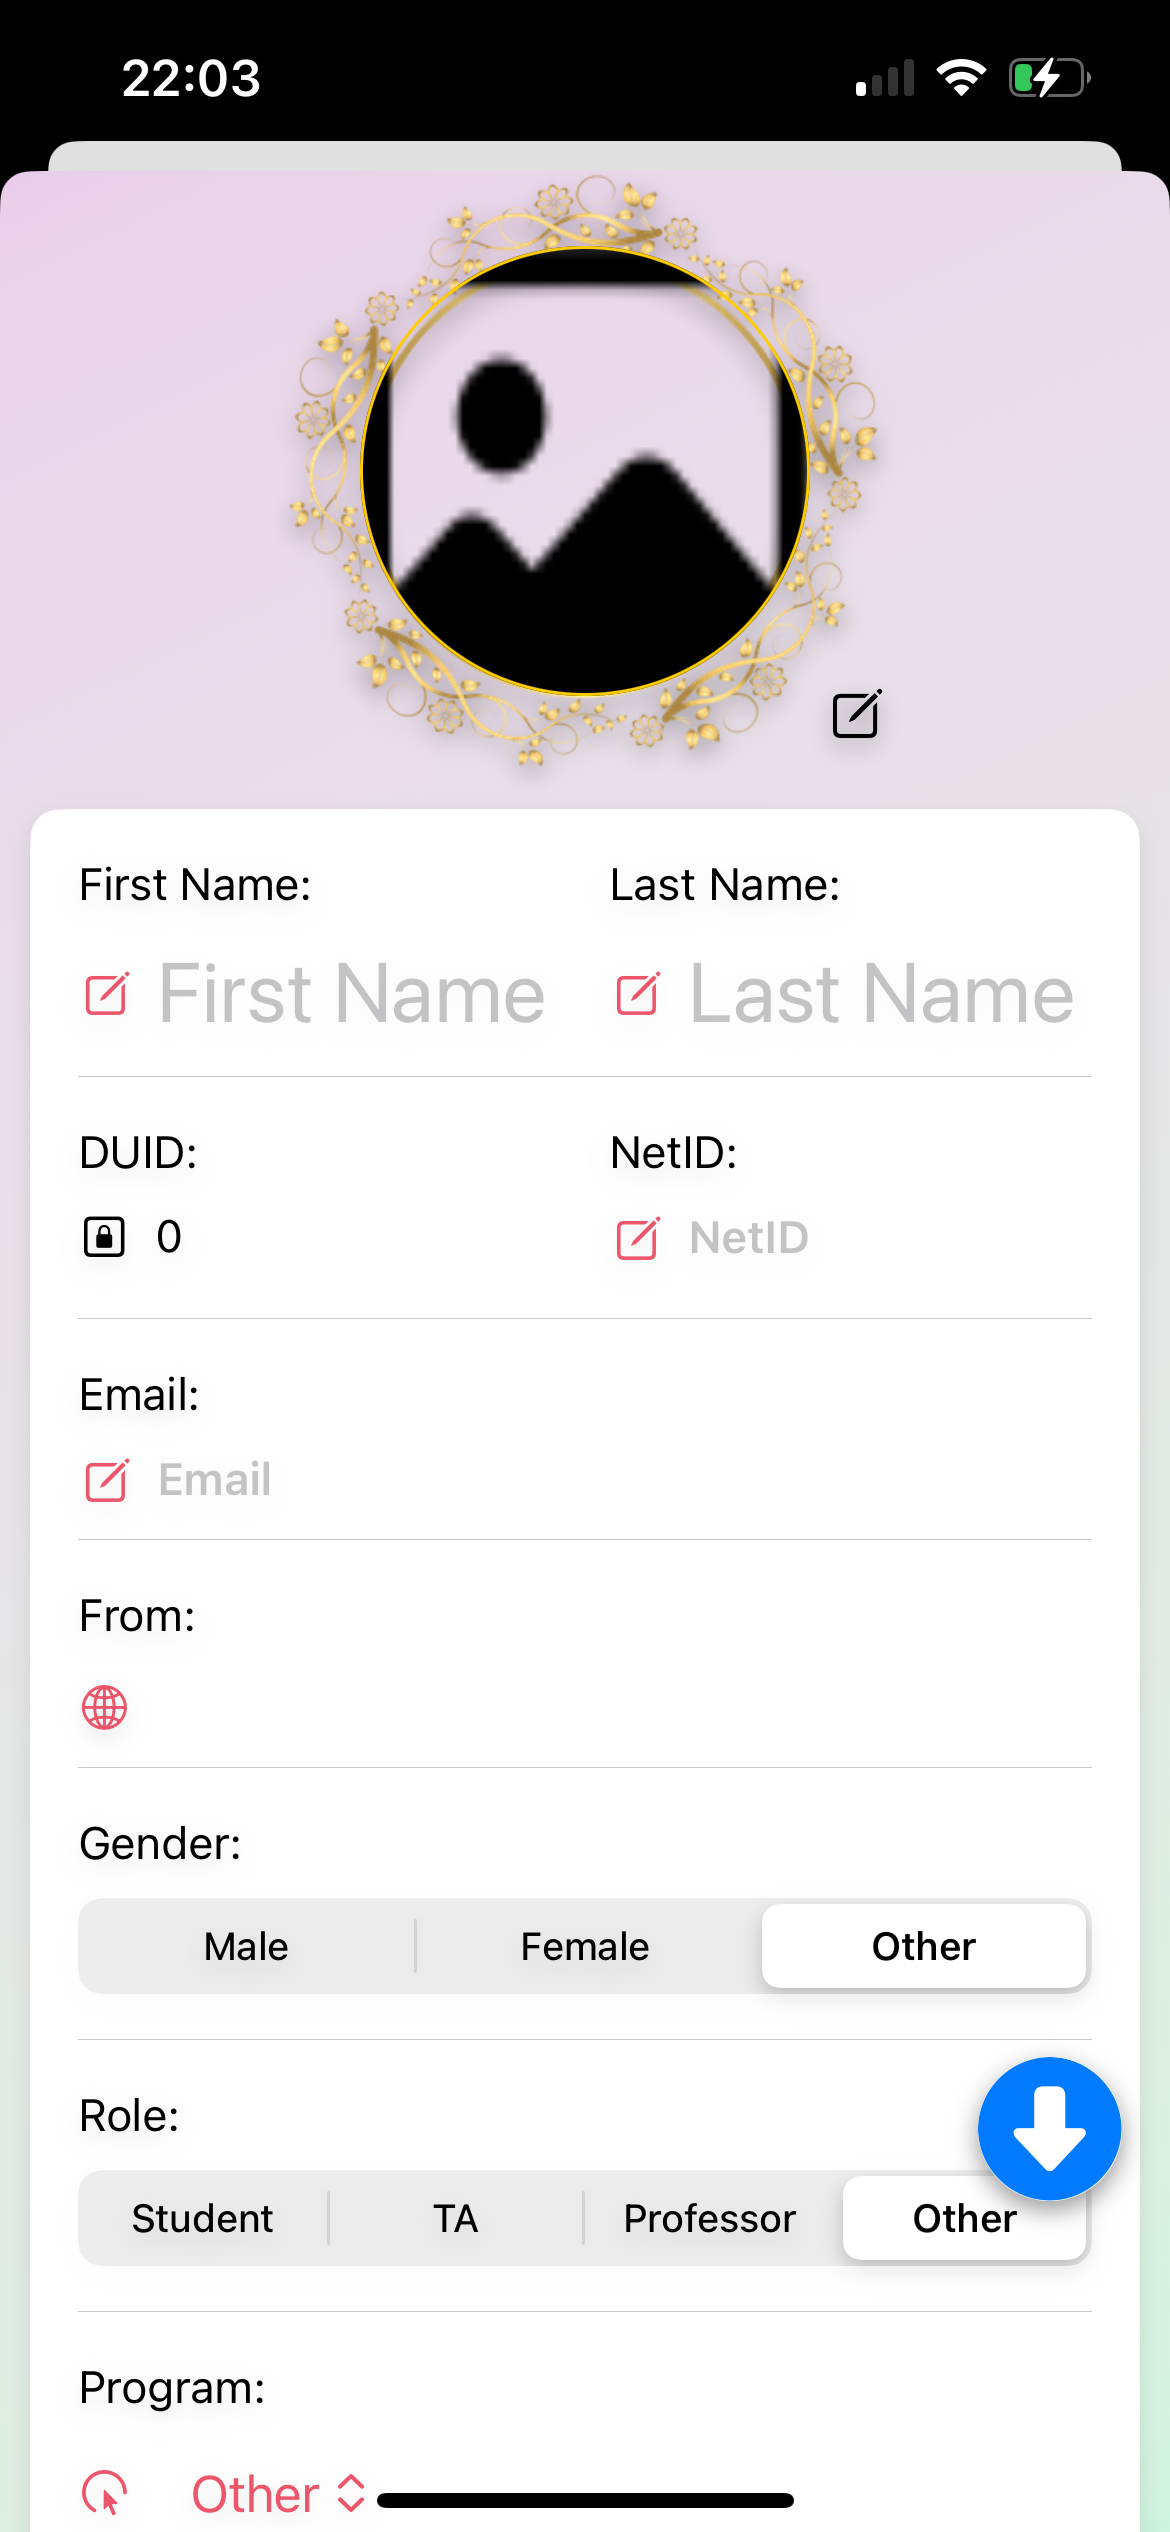 22:03
First Name: Last Name:
First Name Last Name
DUID: NetID:
0 NetID
Email:
Email
From:
Gender:
Male Female Other
Role:
Student TA Professor Other
Program:
Other